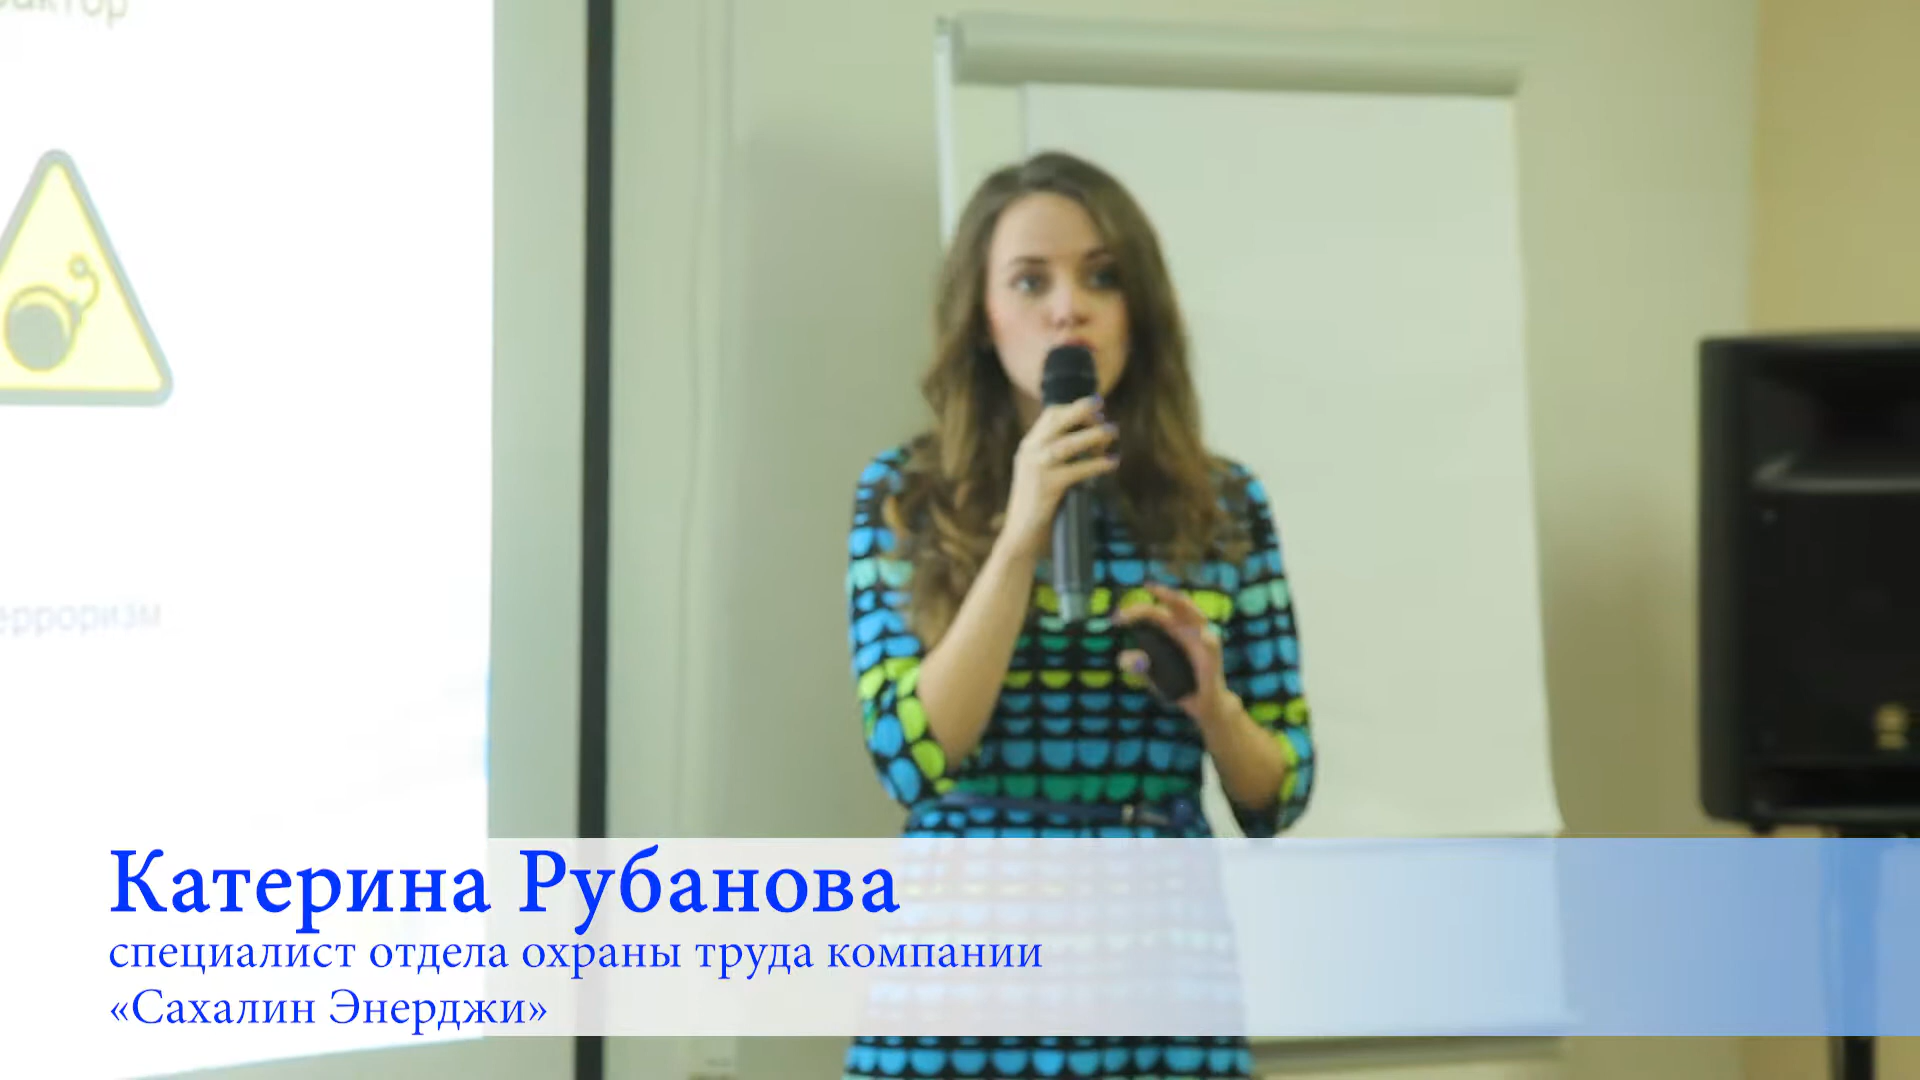 Катерина Рубанова
специалист отдела охраны труда компании
«Сахалин Энерджи»